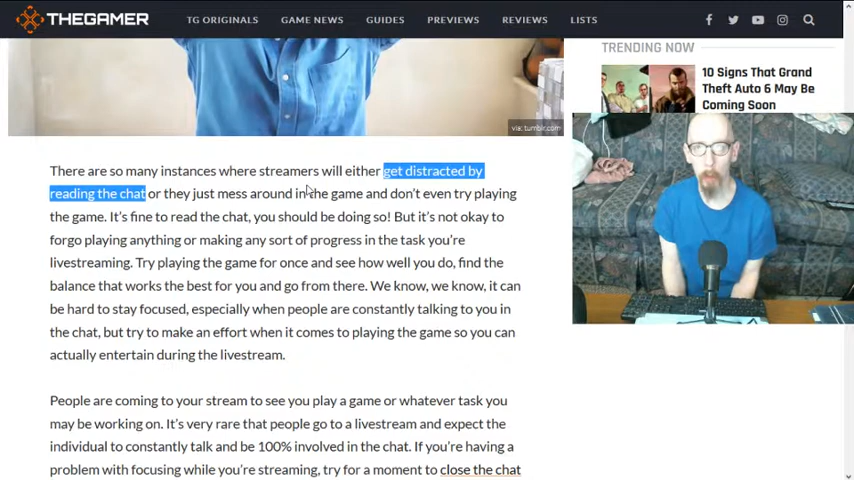 THEGAMER
TG ORIGINALS GAME NEWS GUIDES PREVIEWS REVIEWS LISTS
TRENDING NOW
10 Signs That Grand
Theft Auto 6 May Be
Coming Soon
via: tumblr.com
There are so many instances where streamers will either get distracted by
reading the chat or they just mess around in the game and don’t even try playing
the game. It’s fine to read the chat, you should be doing so! But it’s not okay to
forgo playing anything or making any sort of progress in the task you’re
livestreaming. Try playing the game for once and see how well you do, find the
balance that works the best for you and go from there. We know, we know, it can
be hard to stay focused, especially when people are constantly talking to you in
the chat, but try to make an effort when it comes to playing the game so you can
actually entertain during the livestream.
People are coming to your stream to see you play a game or whatever task you
may be working on. It’s very rare that people go to a livestream and expect the
individual to constantly talk and be 100% involved in the chat. If you’re having a
problem with focusing while you’re streaming, try for a moment to close the chat